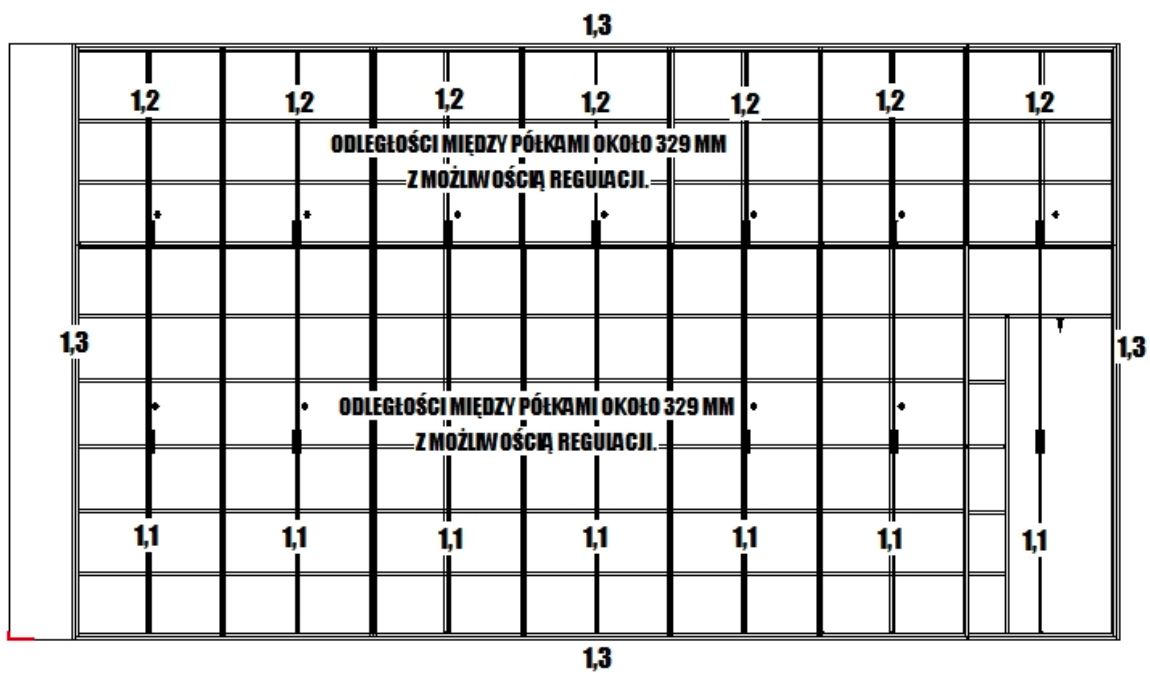 1,3
1,2 1,2 1,2 1,2 1,2 1,2 1,2
ODLEGŁOŚCI MIĘDZY PÓŁKAMI OKOŁO 329 MM
Z MOŻLIWOŚCIĄ REGULACJI.
1,3 1,3
ODLEGŁOŚCI MIĘDZY PÓŁKAMI OKOŁO 329 MM
Z MOŻLIWOŚCIĄ REGULACJI.
1,1 1,1 1,1 1,1 1,1 1,1 1,1
1,3